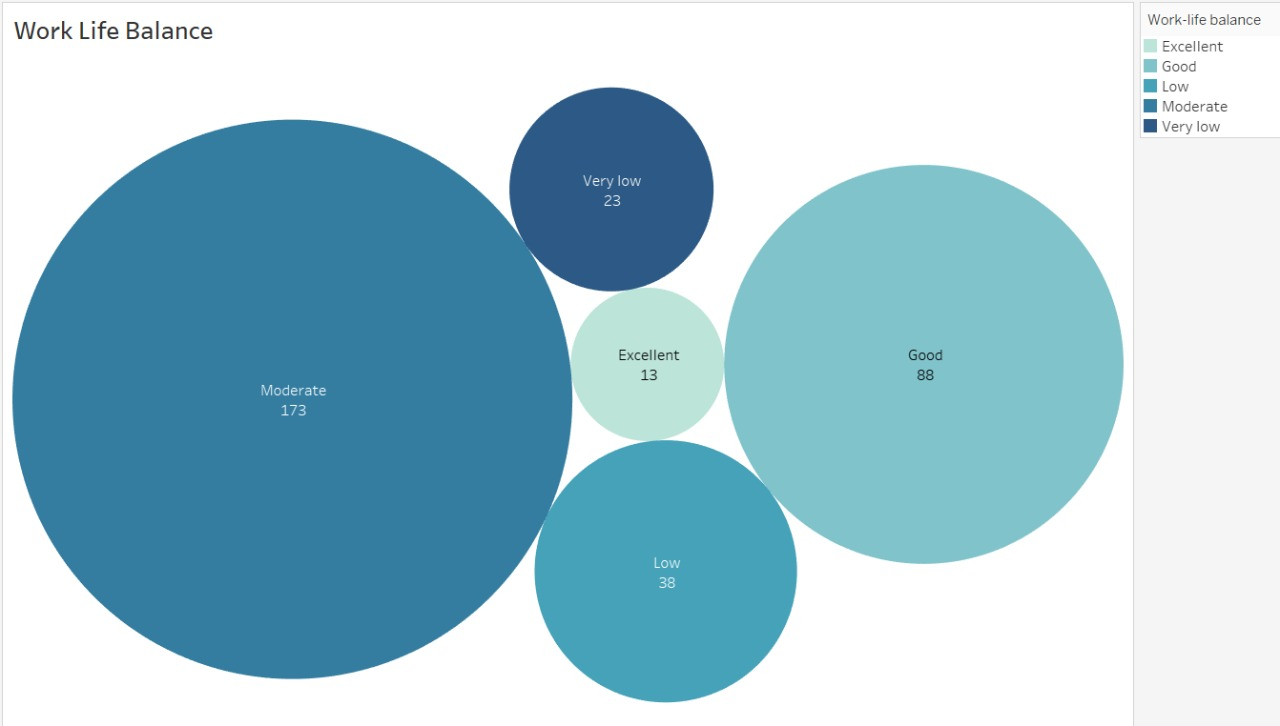 Work Life Balance
Work-life balance
Excellent
Good
Low
Moderate
Very low
Very low
23
Excellent
13
Good
88
Moderate
173
Low
38